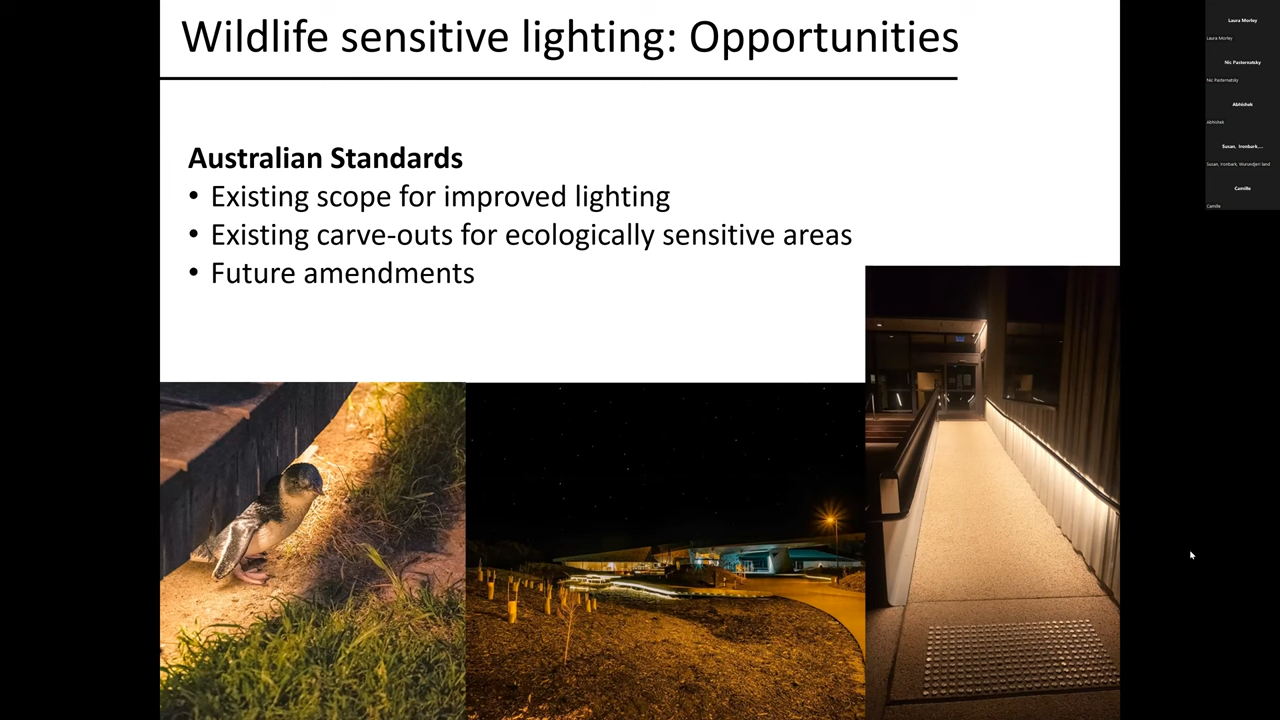 Wildlife sensitive lighting: Opportunities
Australian Standards
• Existing scope for improved lighting
• Existing carve-outs for ecologically sensitive areas
• Future amendments
Laura Morley
Laura Morley
Nic Pasternatsky
Nic Pasternatsky
Abhishek
Abhishek
Susan, Ironbark,...
Susan, Ironbark, Wurundjeri land
Camille
Camille